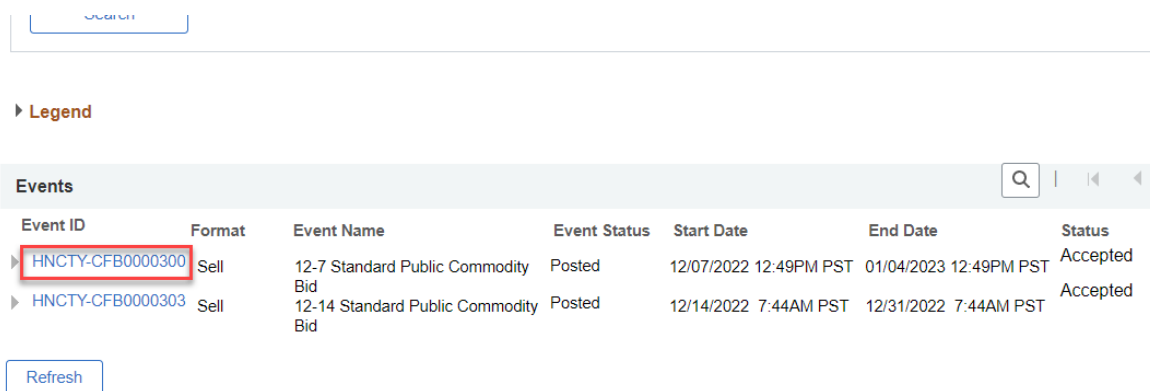 Search
Legend
Events
Event ID Format Event Name Event Status Start Date End Date Status
HNCTY-CFB0000300 Sell 12-7 Standard Public Commodity Posted 12/07/2022 12:49PM PST 01/04/2023 12:49PM PST Accepted
Bid
HNCTY-CFB0000303 Sell 12-14 Standard Public Commodity Posted 12/14/2022 7:44AM PST 12/31/2022 7:44AM PST Accepted
Bid
Refresh